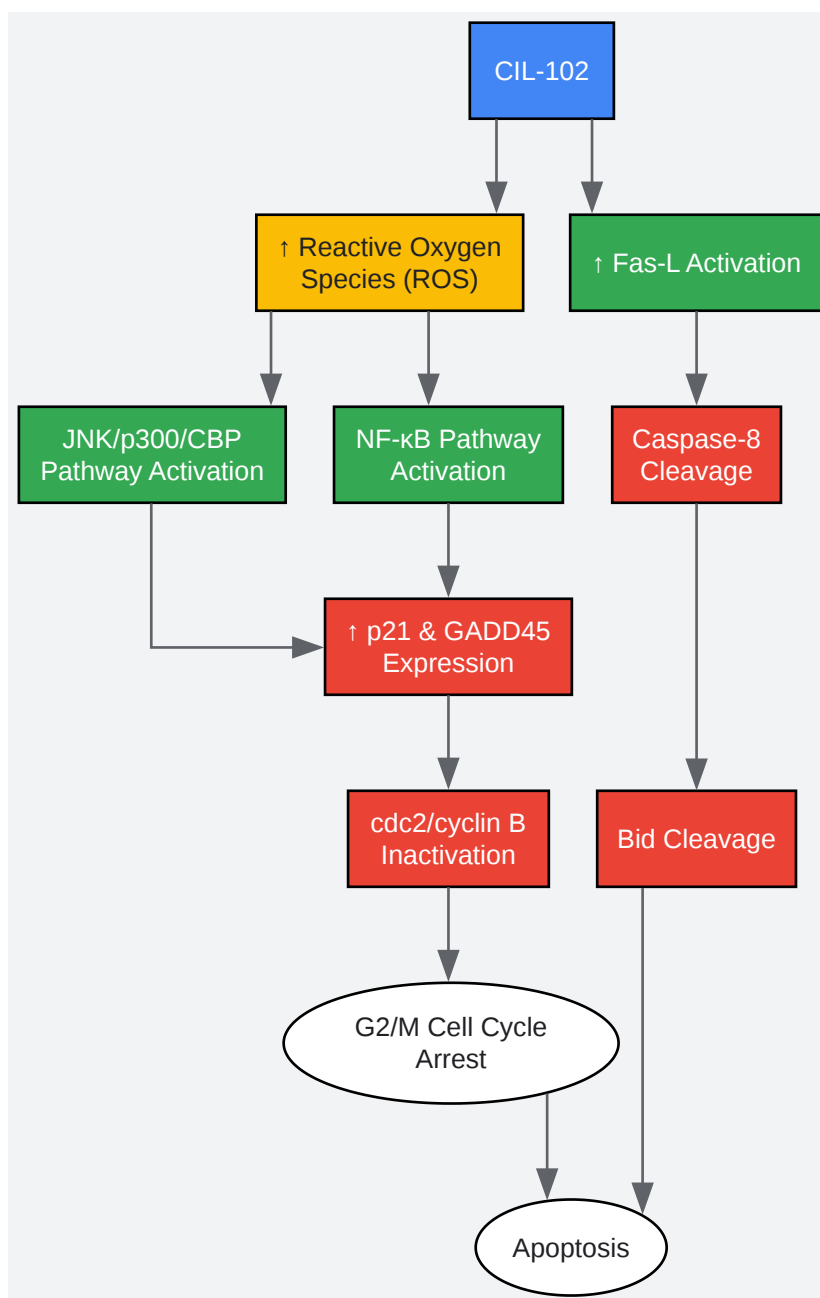 CIL-102
↑ Reactive Oxygen
Species (ROS)
↑ Fas-L Activation
JNK/p300/CBP
Pathway Activation
NF-κB Pathway
Activation
Caspase-8
Cleavage
↑ p21 & GADD45
Expression
cdc2/cyclin B
Inactivation
Bid Cleavage
G2/M Cell Cycle
Arrest
Apoptosis